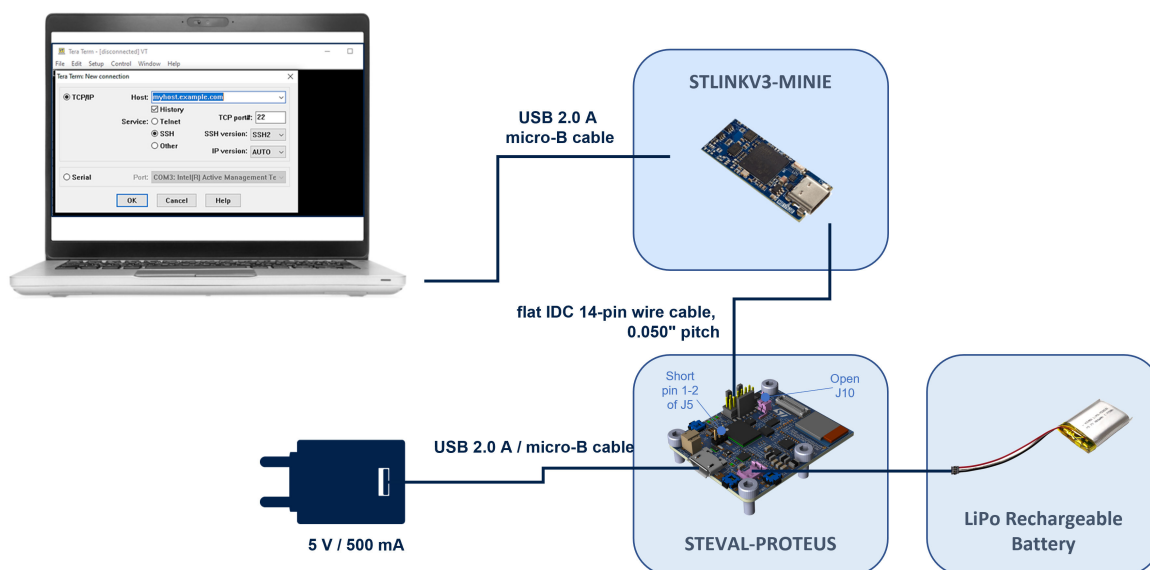 Tera Term - [disconnected] VT
File Edit Setup Control Window Help
Tera Term: New connection
TCP/IP
Host: myhost.example.com
History
Service: Telnet
TCP port#: 22
SSH
SSH version: SSH2
Other
IP version: AUTO
Serial
Port: COM3: Intel(R) Active Management Te
OK Cancel Help
USB 2.0 A
micro-B cable
STLINKV3-MINIE
flat IDC 14-pin wire cable,
0.050" pitch
Short
pin 1-2
of J5
Open
J10
USB 2.0 A / micro-B cable
5 V / 500 mA
STEVAL-PROTEUS
LiPo Rechargeable
Battery